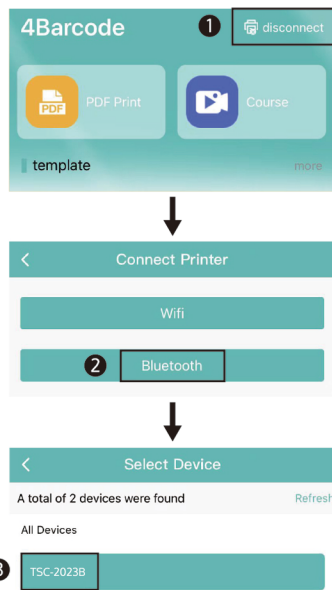 4Barcode
1
disconnect
PDF
PDF Print
Course
template
more
Connect Printer
Wifi
2
Bluetooth
Select Device
A total of 2 devices were found
Refresh
All Devices
3
TSC-2023B